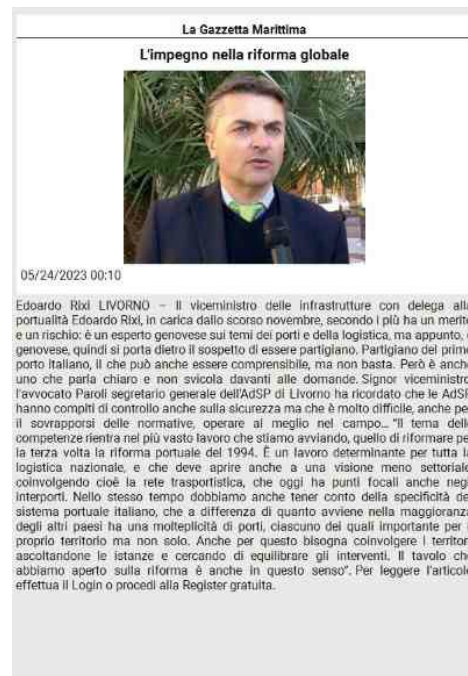 La Gazzetta Marittima
L'impegno nella riforma globale
05/24/2023 00:10
Edoardo Rixi LIVORNO – Il viceministro delle infrastrutture con delega alla
portualità Edoardo Rixi, in carica dallo scorso novembre, secondo i più ha un merito
e un rischio: è un esperto genovese sui temi dei porti e della logistica, ma appunto, è
genovese, quindi si porta dietro il sospetto di essere partigiano. Partigiano del primo
porto italiano, il che può anche essere comprensibile, ma non basta. Però è anche
uno che parla chiaro e non svicola davanti alle domande. Signor viceministro,
l'avvocato Paroli segretario generale dell'AdSP di Livorno ha ricordato che le AdSP
hanno compiti di controllo anche sulla sicurezza ma che è molto difficile, anche per
il sovrapporsi delle normative, operare al meglio nel campo... "Il tema delle
competenze rientra nel più vasto lavoro che stiamo avviando, quello di riformare per
la terza volta la riforma portuale del 1994. È un lavoro determinante per tutta la
logistica nazionale, e che deve aprire anche a una visione meno settoriale
coinvolgendo cioè la rete trasportistica, che oggi ha punti focali anche negli
interporti. Nello stesso tempo dobbiamo anche tener conto della specificità del
sistema portuale italiano, che a differenza di quanto avviene nella maggioranza
degli altri paesi ha una molteplicità di porti, ciascuno dei quali importante per il
proprio territorio ma non solo. Anche per questo bisogna coinvolgere i territori
ascoltandone le istanze e cercando di equilibrare gli interventi. Il tavolo che
abbiamo aperto sulla riforma è anche in questo senso". Per leggere l'articolo
effettua il Login o procedi alla Register gratuita.